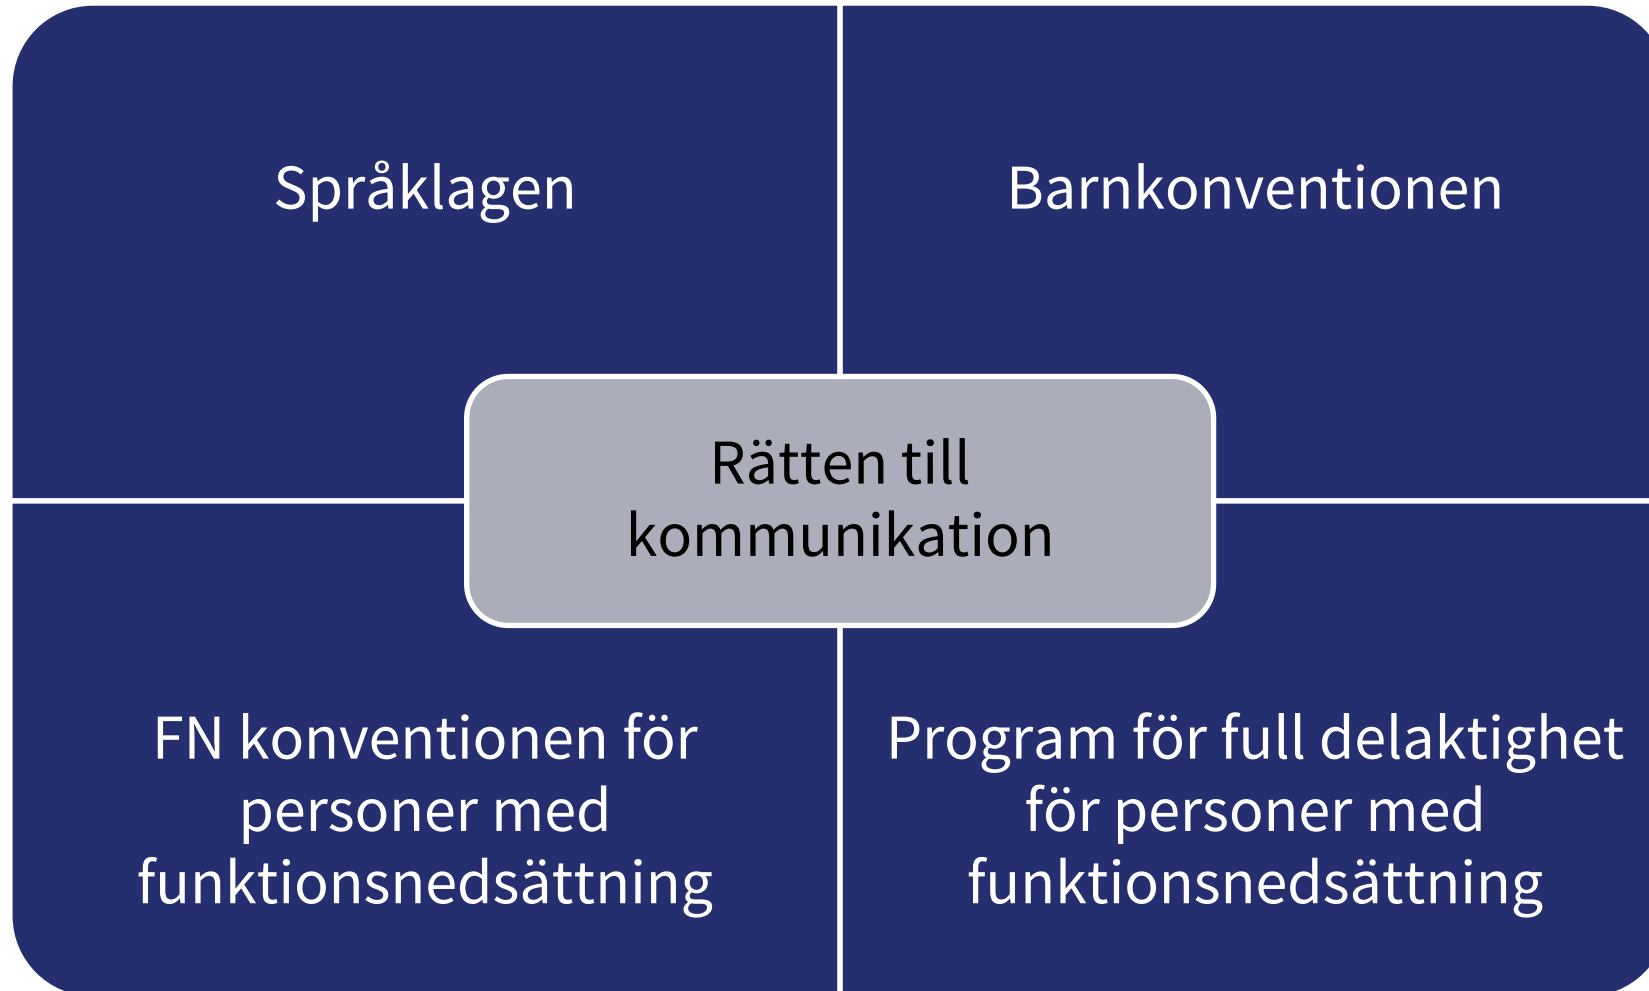 Språklagen
Barnkonventionen
Rätten till
kommunikation
FN konventionen för
personer med
funktionsnedsättning
Program för full delaktighet
för personer med
funktionsnedsättning